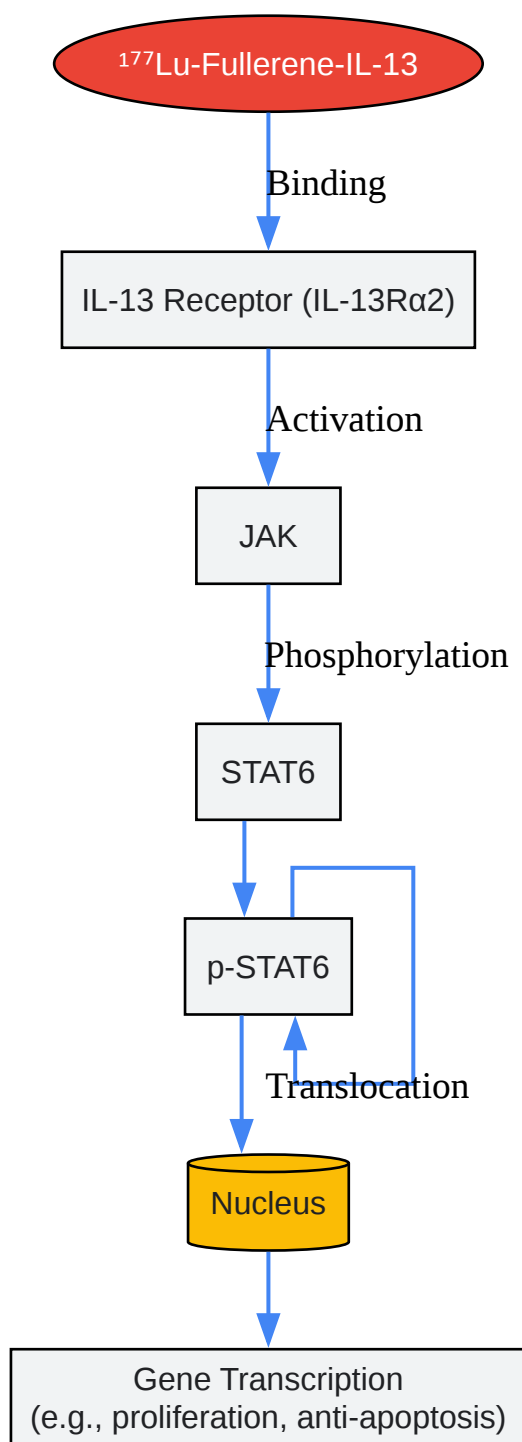 ¹⁷⁷Lu-Fullerene-IL-13
Binding
IL-13 Receptor (IL-13Rα2)
Activation
JAK
Phosphorylation
STAT6
p-STAT6
Translocation
Nucleus
Gene Transcription
(e.g., proliferation, anti-apoptosis)